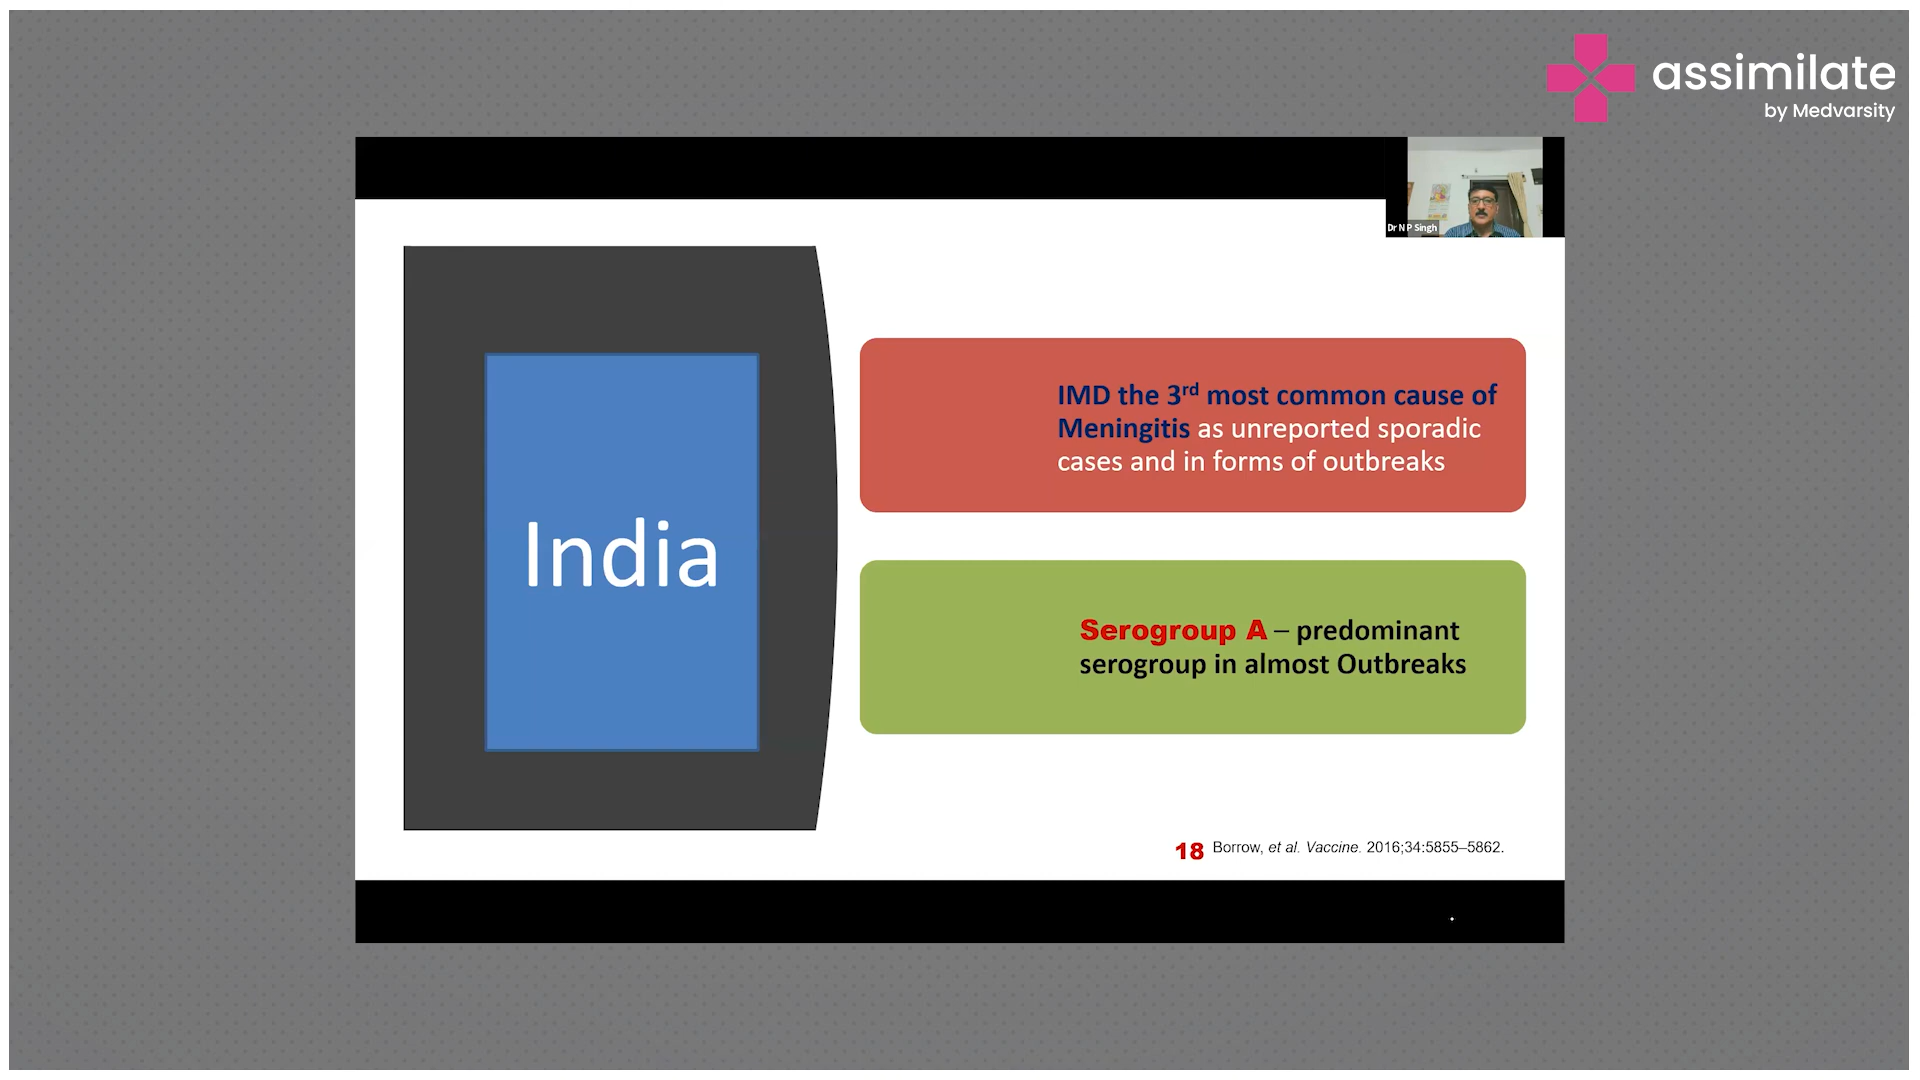 assimilate
by Medvarsity
Dr N P Singh
India
IMD the 3rd most common cause of
Meningitis as unreported sporadic
cases and in forms of outbreaks
Serogroup A – predominant
serogroup in almost Outbreaks
18 Borrow, et al. Vaccine. 2016;34:5855–5862.